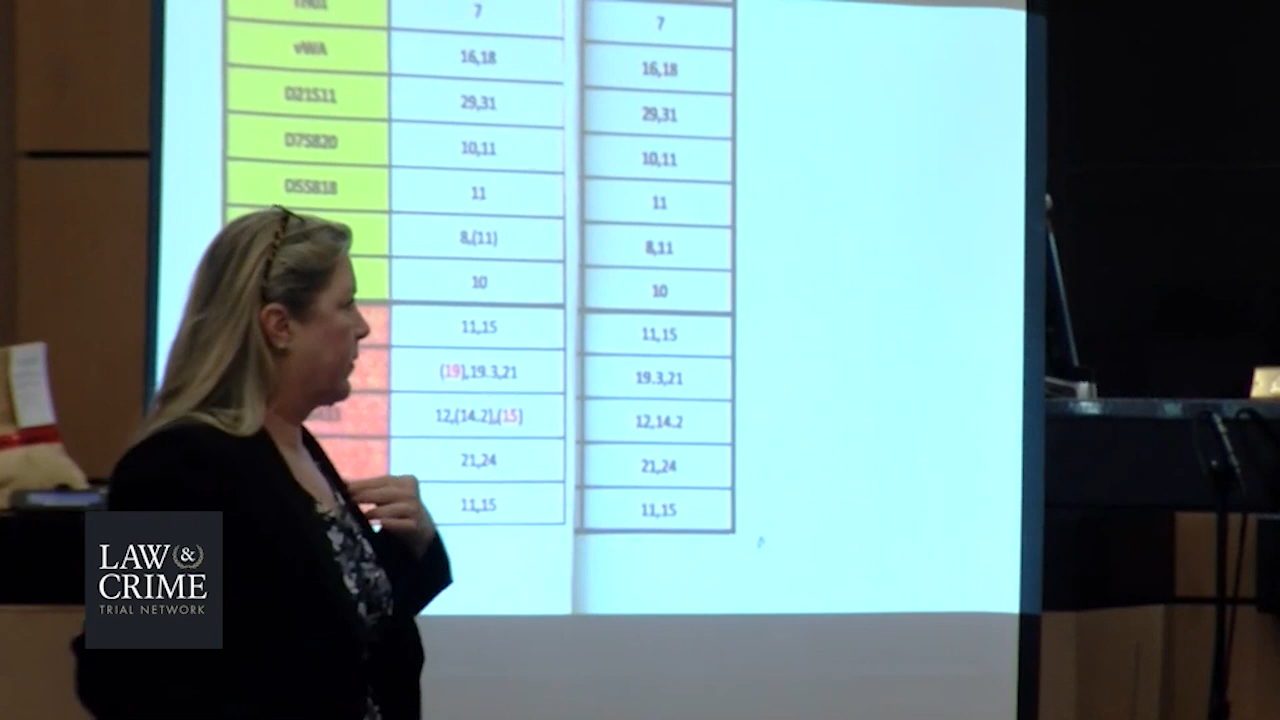 TH01 7 7
vWA 16,18 16,18
D21S11 29,31 29,31
D7S820 10,11 10,11
D5S818 11 11
8,(11) 8,11
10 10
11,15 11,15
(19),19.3,21 19.3,21
12,(14.2),(15) 12,14.2
21,24 21,24
11,15 11,15
LAW &
CRIME
TRIAL NETWORK